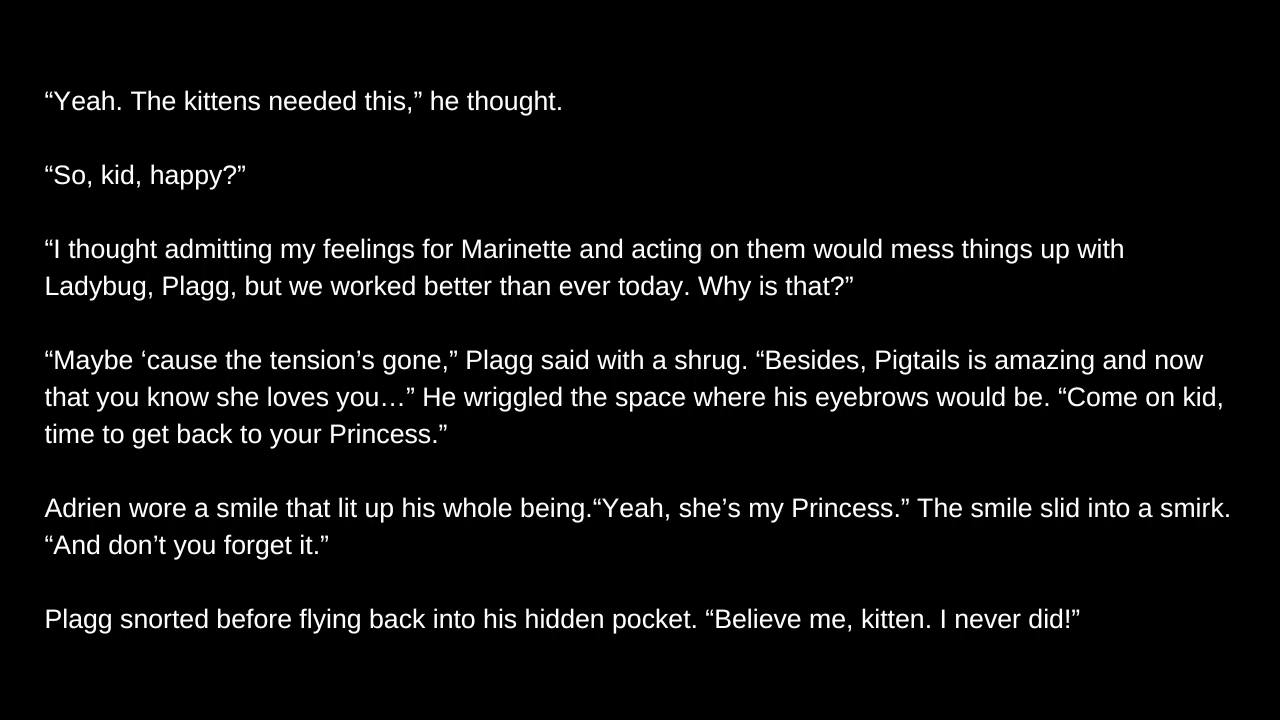 “Yeah. The kittens needed this,” he thought.
“So, kid, happy?”
“I thought admitting my feelings for Marinette and acting on them would mess things up with
Ladybug, Plagg, but we worked better than ever today. Why is that?”
“Maybe ‘cause the tension’s gone,” Plagg said with a shrug. “Besides, Pigtails is amazing and now
that you know she loves you…” He wriggled the space where his eyebrows would be. “Come on kid,
time to get back to your Princess.”
Adrien wore a smile that lit up his whole being.“Yeah, she’s my Princess.” The smile slid into a smirk.
“And don’t you forget it.”
Plagg snorted before flying back into his hidden pocket. “Believe me, kitten. I never did!”